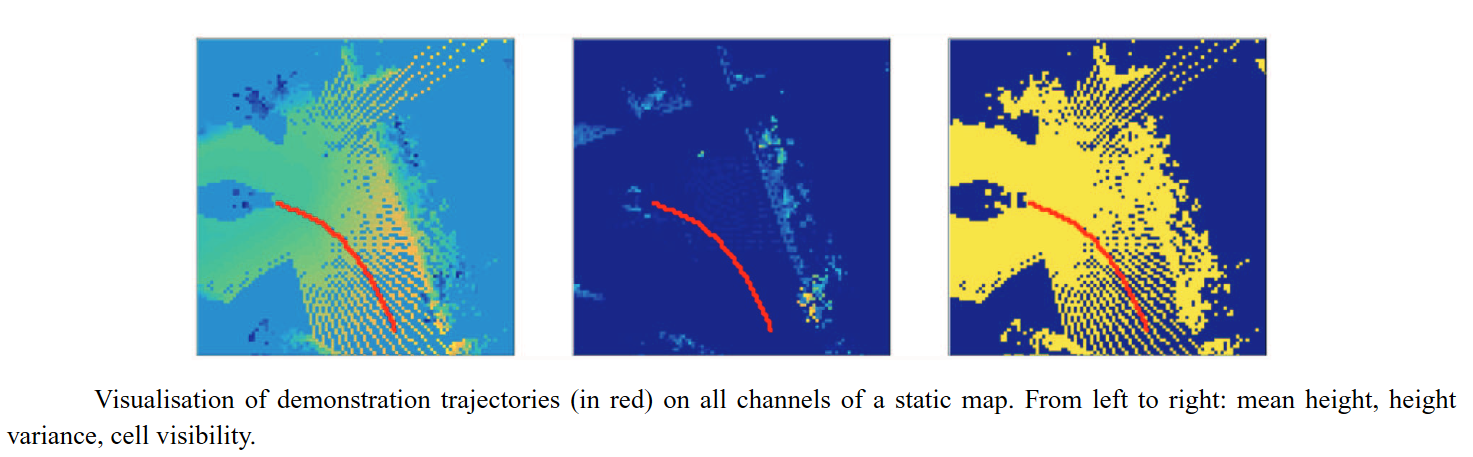 Visualisation of demonstration trajectories (in red) on all channels of a static map. From left to right: mean height, height
variance, cell visibility.